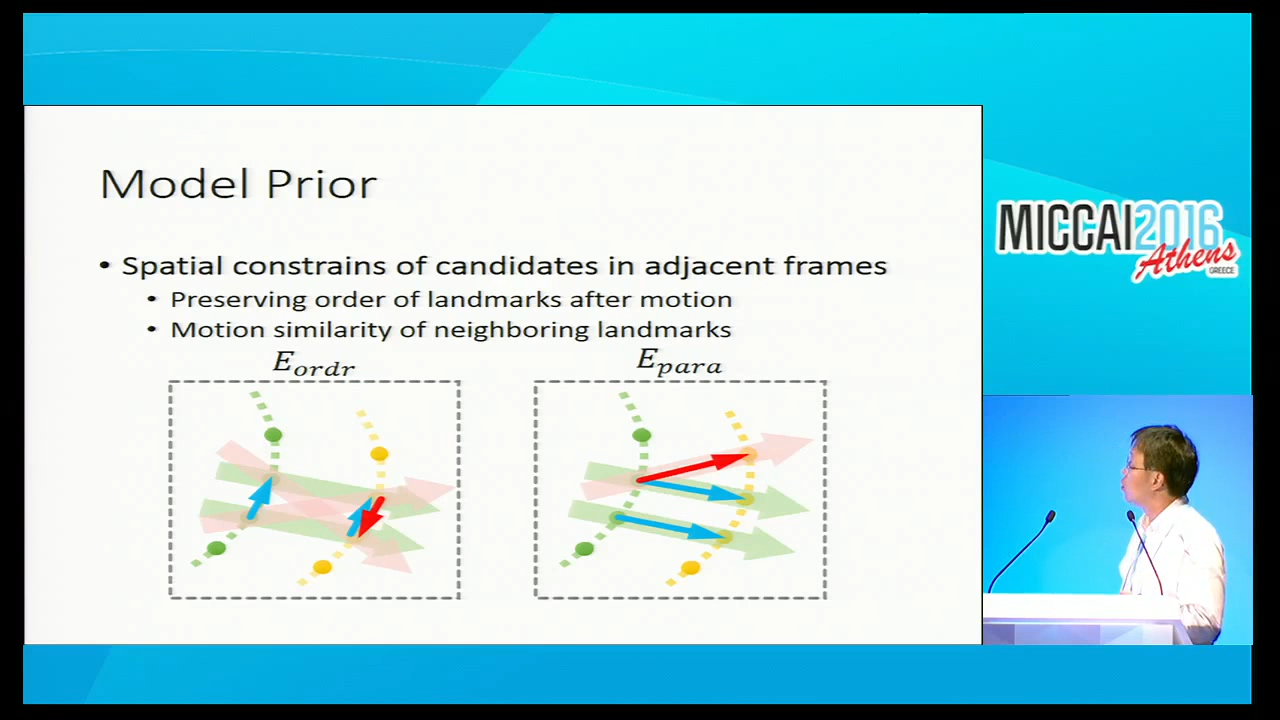 Model Prior
• Spatial constrains of candidates in adjacent frames
• Preserving order of landmarks after motion
• Motion similarity of neighboring landmarks
E_ordr
E_para
MICCAI2016
Athens
GREECE